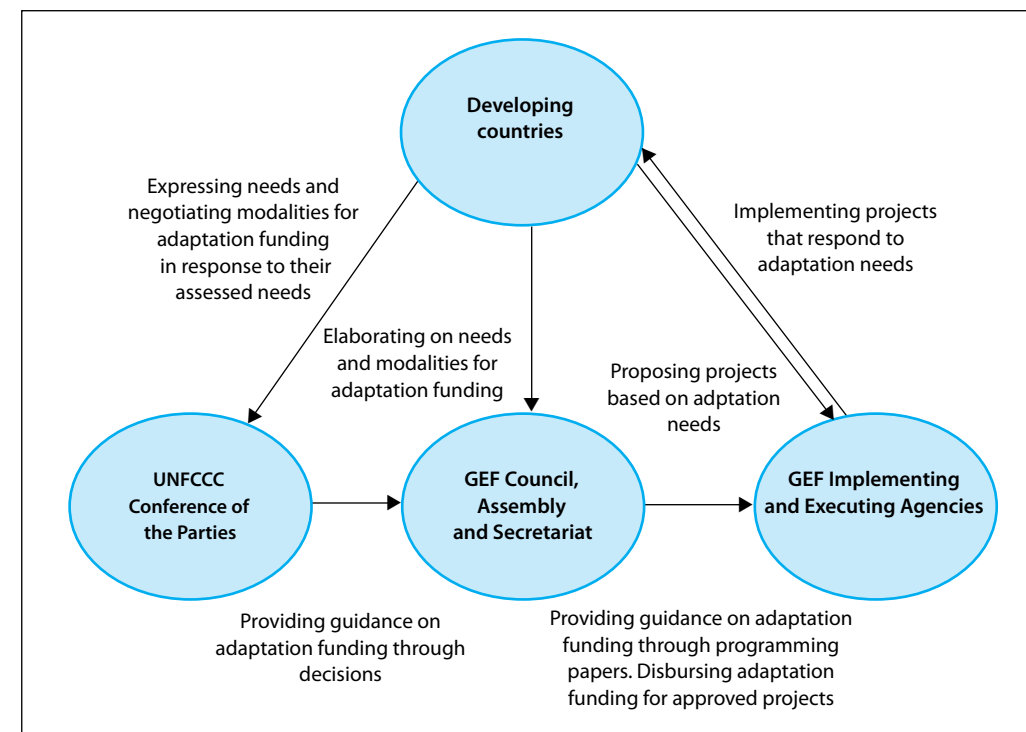 Developing
countries
Expressing needs and
negotiating modalities for
adaptation funding
in response to their
assessed needs
Implementing projects
that respond to
adaptation needs
Elaborating on needs
and modalities for
adaptation funding
Proposing projects
based on adptation
needs
UNFCCC
Conference of
the Parties
GEF Council,
Assembly
and Secretariat
GEF Implementing
and Executing Agencies
Providing guidance on
adaptation funding through
decisions
Providing guidance on adaptation
funding through programming
papers. Disbursing adaptation
funding for approved projects